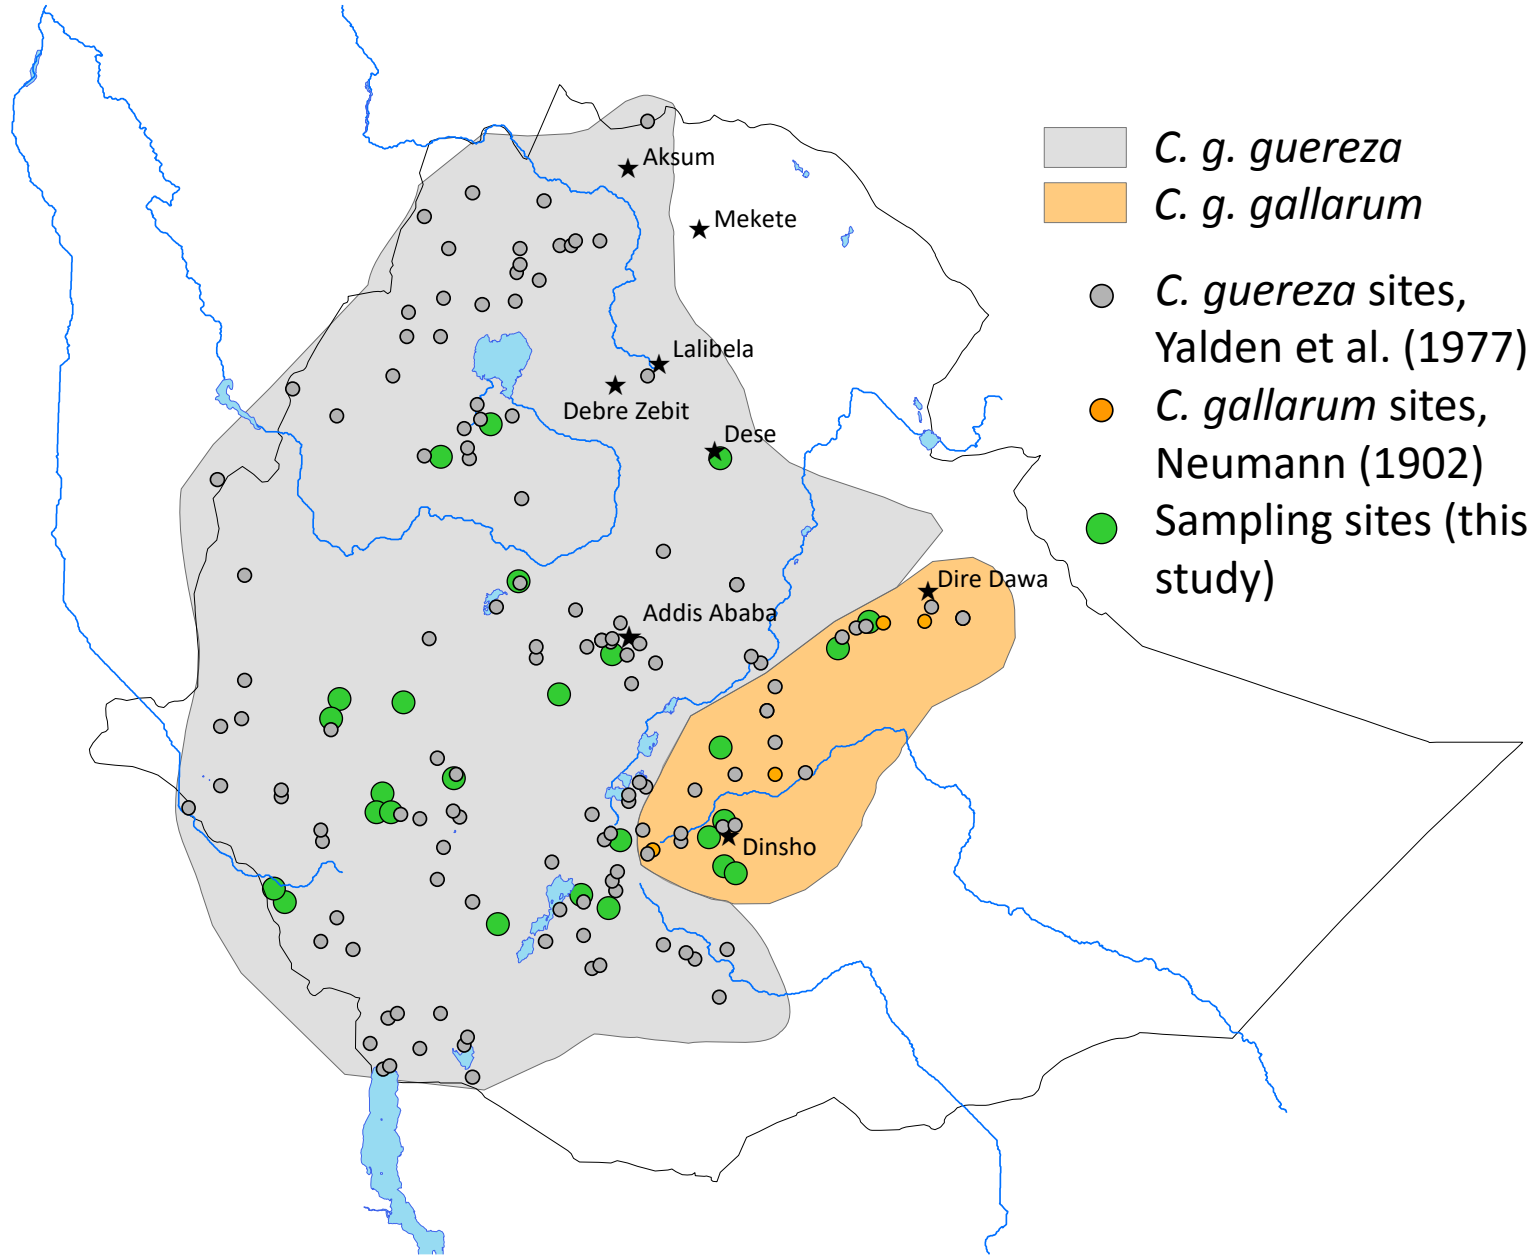 Aksum
Mekete
Lalibela
Debre Zebit
Dese
Dire Dawa
Addis Ababa
Dinsho
C. g. guereza
C. g. gallarum
C. guereza sites,
Yalden et al. (1977)
C. gallarum sites,
Neumann (1902)
Sampling sites (this
study)